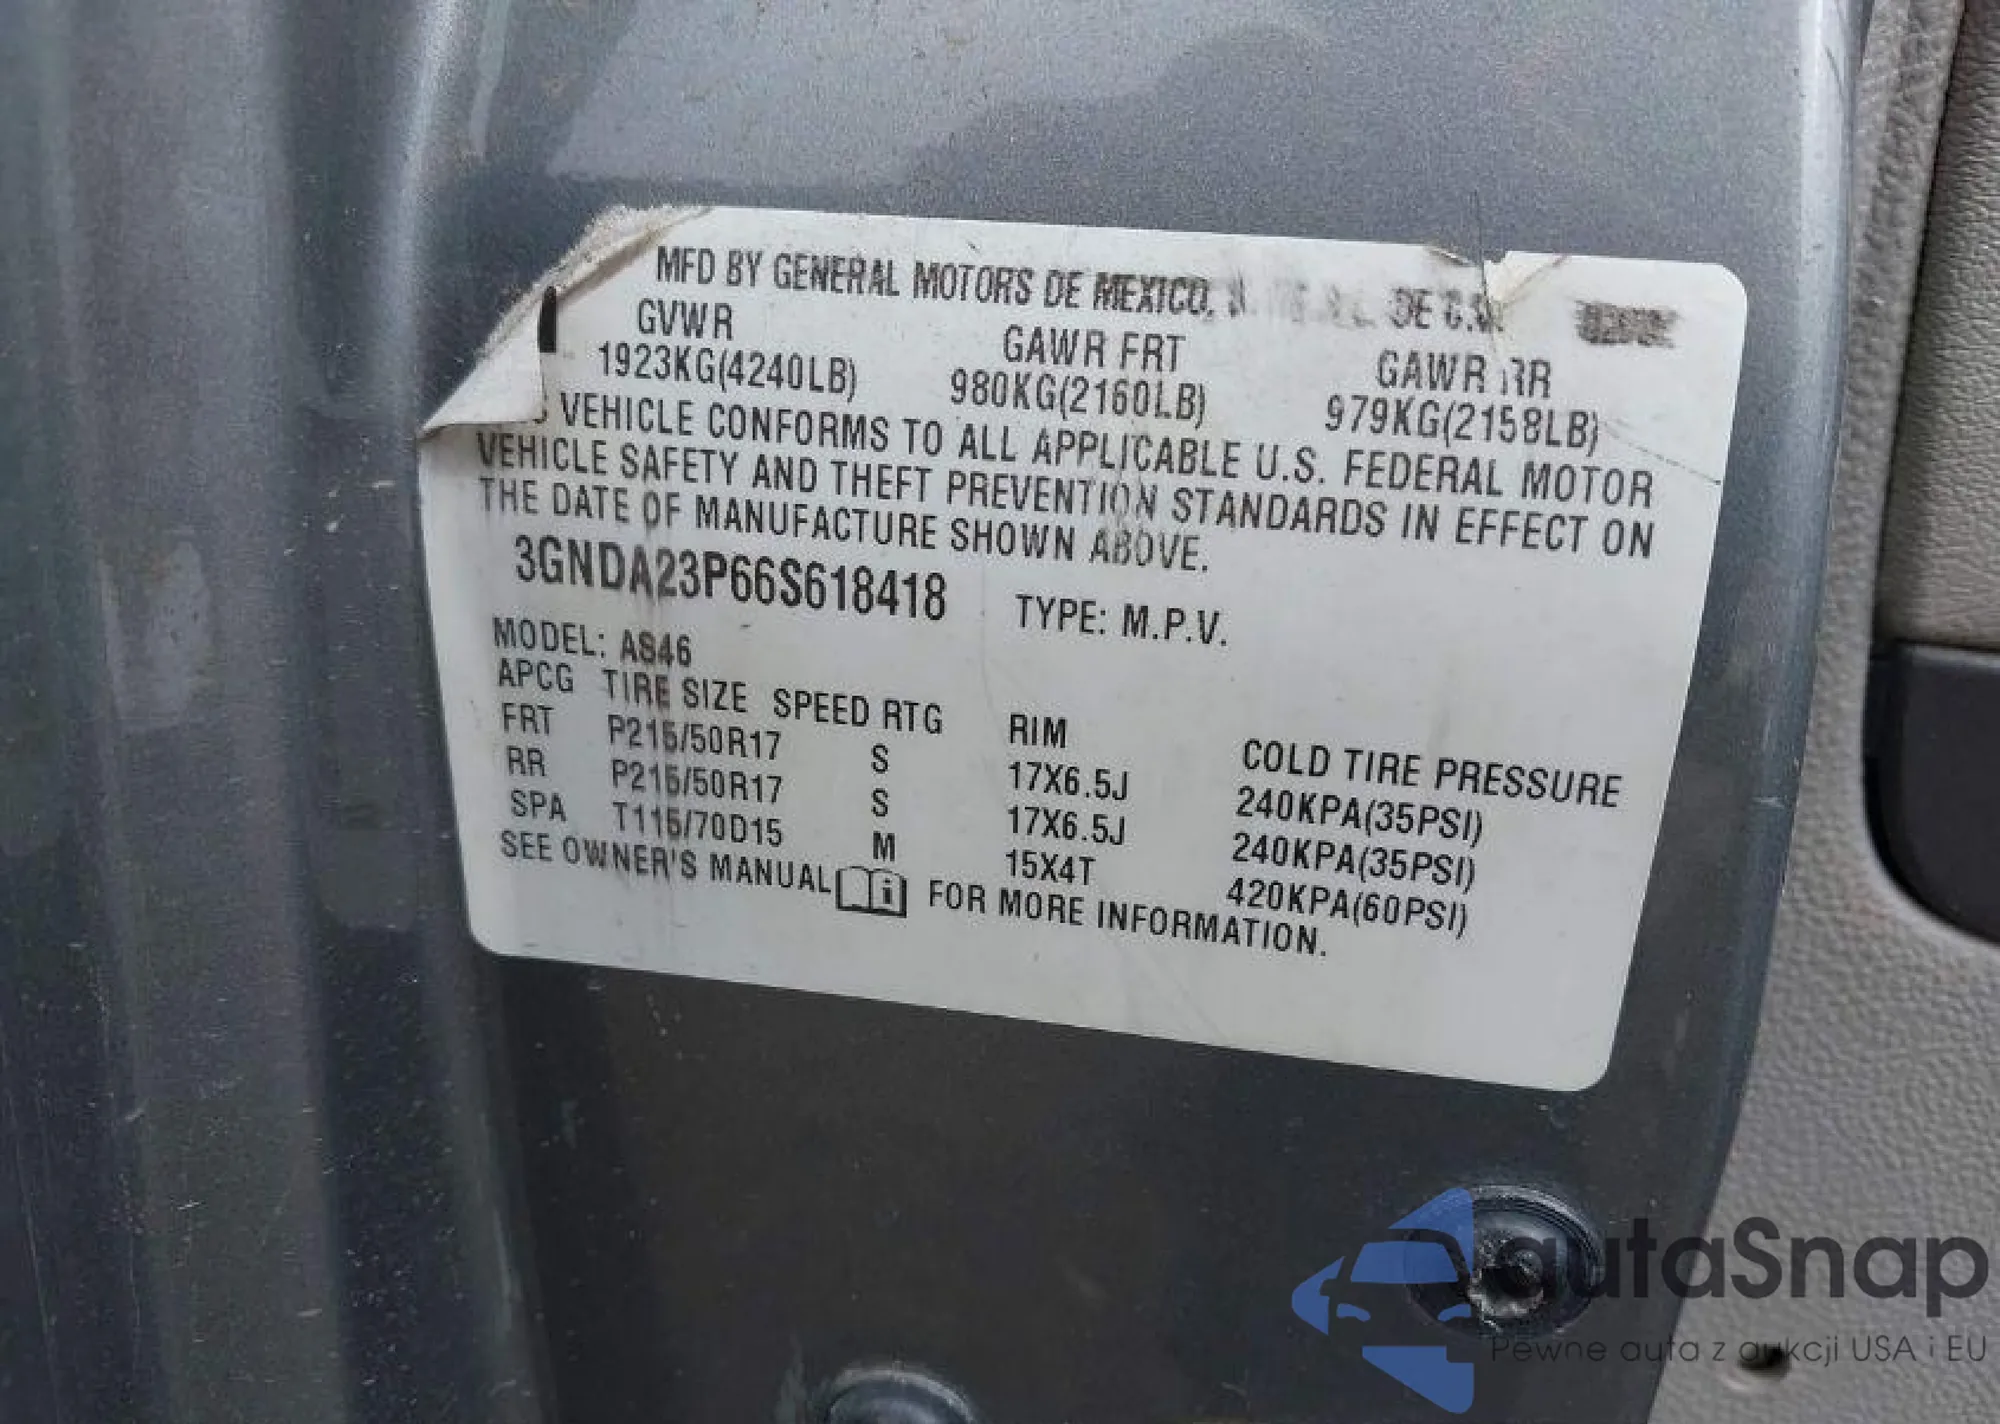 MFD BY GENERAL MOTORS DE MEXICO, DE C.V.
GVWR GAWR FRT GAWR RR
1923KG(4240LB) 980KG(2160LB) 979KG(2158LB)
VEHICLE CONFORMS TO ALL APPLICABLE U.S. FEDERAL MOTOR
VEHICLE SAFETY AND THEFT PREVENTION STANDARDS IN EFFECT ON
THE DATE OF MANUFACTURE SHOWN ABOVE.
3GNDA23P66S618418 TYPE: M.P.V.
MODEL: AS46
APCG TIRE SIZE SPEED RTG RIM COLD TIRE PRESSURE
FRT P215/50R17 S 17X6.5J 240KPA(35PSI)
RR P215/50R17 S 17X6.5J 240KPA(35PSI)
SPA T115/70D15 M 15X4T 420KPA(60PSI)
SEE OWNER'S MANUAL FOR MORE INFORMATION.
autaSnap
Pewne auta z aukcji USA i EU